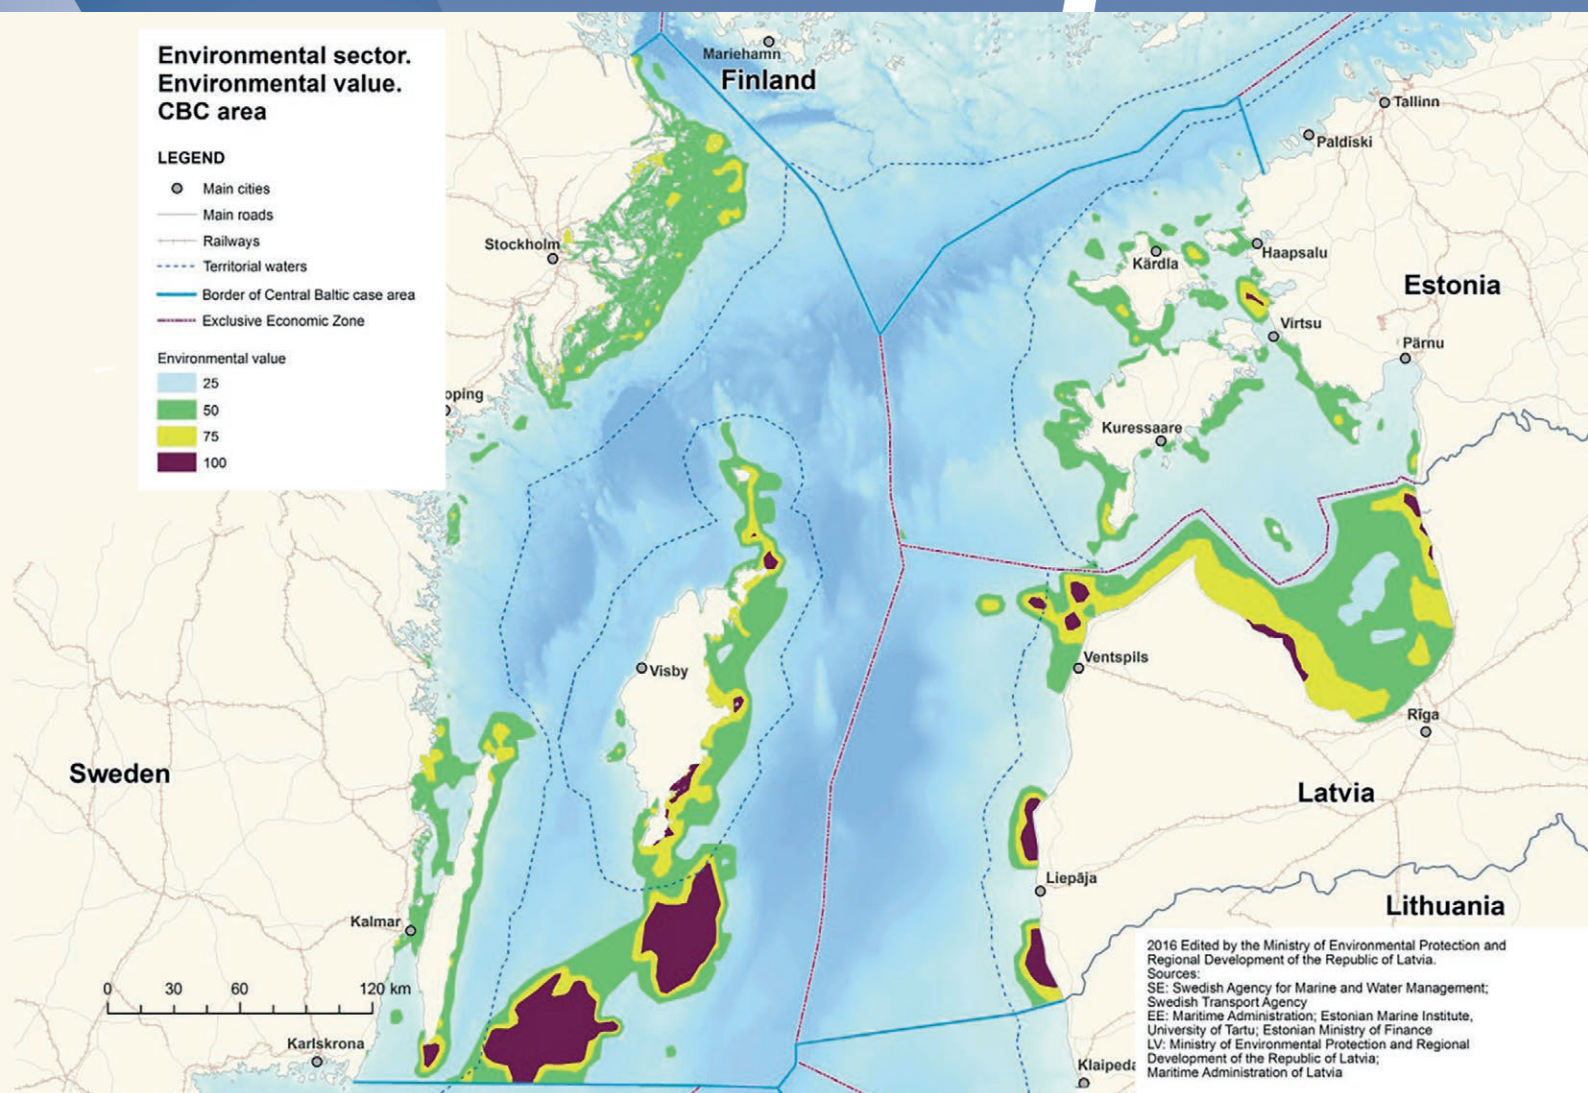 Environmental sector.
Environmental value.
CBC area
LEGEND
Main cities
Main roads
Railways
Territorial waters
Border of Central Baltic case area
Exclusive Economic Zone
Environmental value
25
50
75
100
Mariehamn
Finland
Tallinn
Paldiski
Stockholm
Haapsalu
Kärdla
Estonia
Virtsu
Pärnu
oping
Kuressaare
Visby
Ventspils
Rīga
Sweden
Latvia
Liepāja
Lithuania
Kalmar
0 30 60 120 km
Karlskrona
Klaipeda
2016 Edited by the Ministry of Environmental Protection and
Regional Development of the Republic of Latvia.
Sources:
SE: Swedish Agency for Marine and Water Management;
Swedish Transport Agency
EE: Maritime Administration; Estonian Marine Institute,
University of Tartu; Estonian Ministry of Finance
LV: Ministry of Environmental Protection and Regional
Development of the Republic of Latvia;
Maritime Administration of Latvia